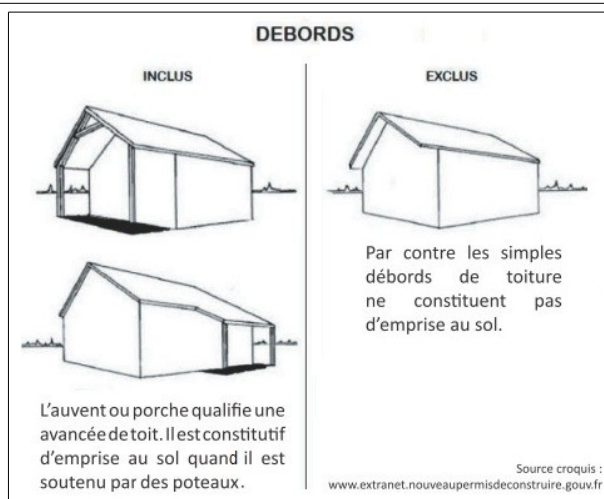 DEBORDS
INCLUS
L'auvent ou porche qualifie une
avancée de toit. Il est constitutif
d'emprise au sol quand il est
soutenu par des poteaux.
EXCLUS
Par contre les simples
débords de toiture
ne constituent pas
d'emprise au sol.
Source croquis :
www.extranet.nouveaupermisdeconstruire.gouv.fr